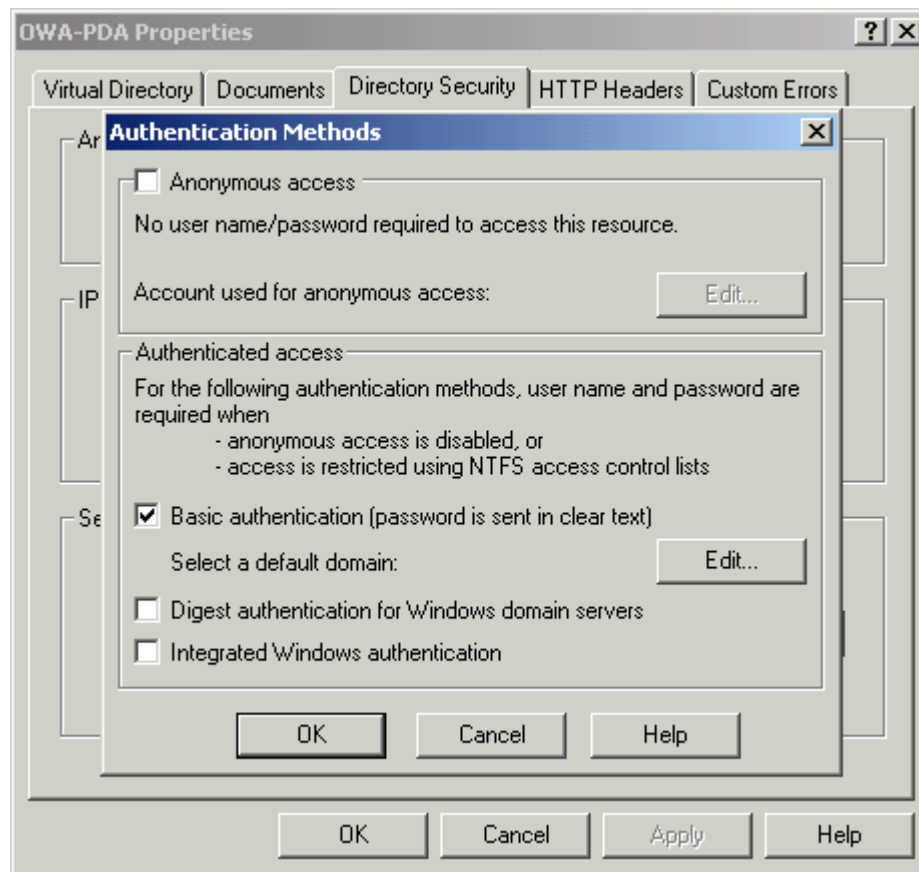 OWA-PDA Properties
Virtual Directory Documents Directory Security HTTP Headers Custom Errors
Authentication Methods
Anonymous access
No user name/password required to access this resource.
Account used for anonymous access: Edit...
Authenticated access
For the following authentication methods, user name and password are
required when
- anonymous access is disabled, or
- access is restricted using NTFS access control lists
Basic authentication (password is sent in clear text)
Select a default domain: Edit...
Digest authentication for Windows domain servers
Integrated Windows authentication
OK Cancel Help
OK Cancel Apply Help